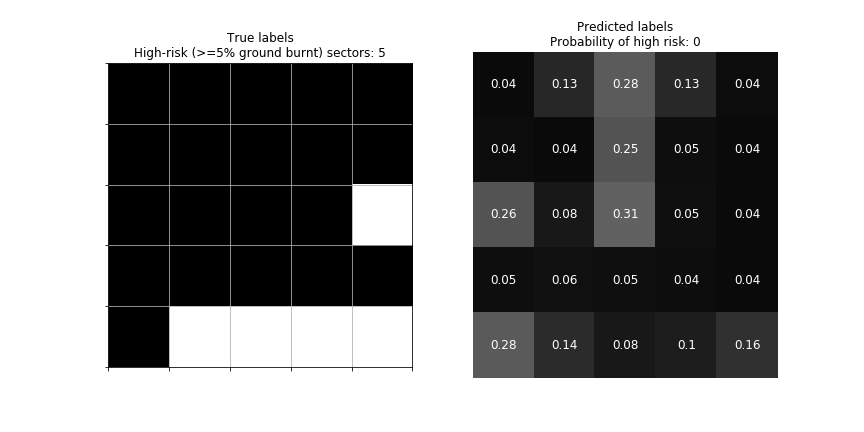 True labels
High-risk (>=5% ground burnt) sectors: 5
Predicted labels
Probability of high risk: 0
0.04 0.13 0.28 0.13 0.04
0.04 0.04 0.25 0.05 0.04
0.26 0.08 0.31 0.05 0.04
0.05 0.06 0.05 0.04 0.04
0.28 0.14 0.08 0.1 0.16